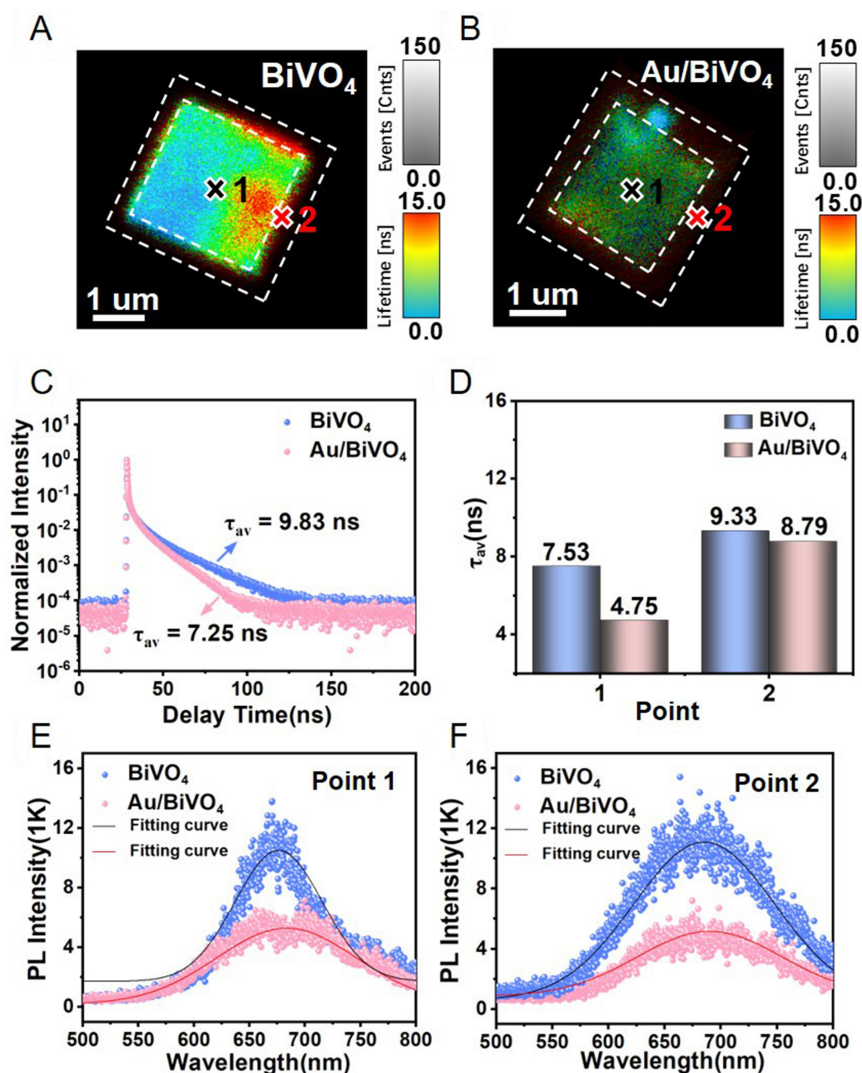 A
BiVO₄
1
2
1 um
150
Events [Cnts]
0.0
15.0
Lifetime [ns]
0.0
B
Au/BiVO₄
1
2
1 um
150
Events [Cnts]
0.0
15.0
Lifetime [ns]
0.0
C
Normalized Intensity
10¹
10⁰
10⁻¹
10⁻²
10⁻³
10⁻⁴
10⁻⁵
10⁻⁶
BiVO₄
Au/BiVO₄
τav = 9.83 ns
τav = 7.25 ns
0 50 100 150 200
Delay Time(ns)
D
τav(ns)
16
12
8
4
BiVO₄
Au/BiVO₄
7.53
4.75
9.33
8.79
1 2
Point
E
PL Intensity(1K)
16
12
8
4
0
BiVO₄
Au/BiVO₄
Fitting curve
Fitting curve
Point 1
500 550 600 650 700 750 800
Wavelength(nm)
F
PL Intensity(1K)
16
12
8
4
0
BiVO₄
Au/BiVO₄
Fitting curve
Fitting curve
Point 2
500 550 600 650 700 750 800
Wavelength(nm)